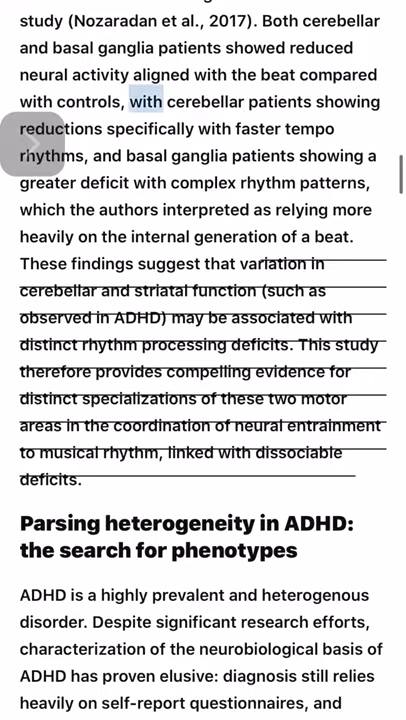 study (Nozaradan et al., 2017). Both cerebellar
and basal ganglia patients showed reduced
neural activity aligned with the beat compared
with controls, with cerebellar patients showing
reductions specifically with faster tempo
rhythms, and basal ganglia patients showing a
greater deficit with complex rhythm patterns,
which the authors interpreted as relying more
heavily on the internal generation of a beat.
These findings suggest that variation in
cerebellar and striatal function (such as
observed in ADHD) may be associated with
distinct rhythm processing deficits. This study
therefore provides compelling evidence for
distinct specializations of these two motor
areas in the coordination of neural entrainment
to musical rhythm, linked with dissociable
deficits.
Parsing heterogeneity in ADHD:
the search for phenotypes
ADHD is a highly prevalent and heterogenous
disorder. Despite significant research efforts,
characterization of the neurobiological basis of
ADHD has proven elusive: diagnosis still relies
heavily on self-report questionnaires, and